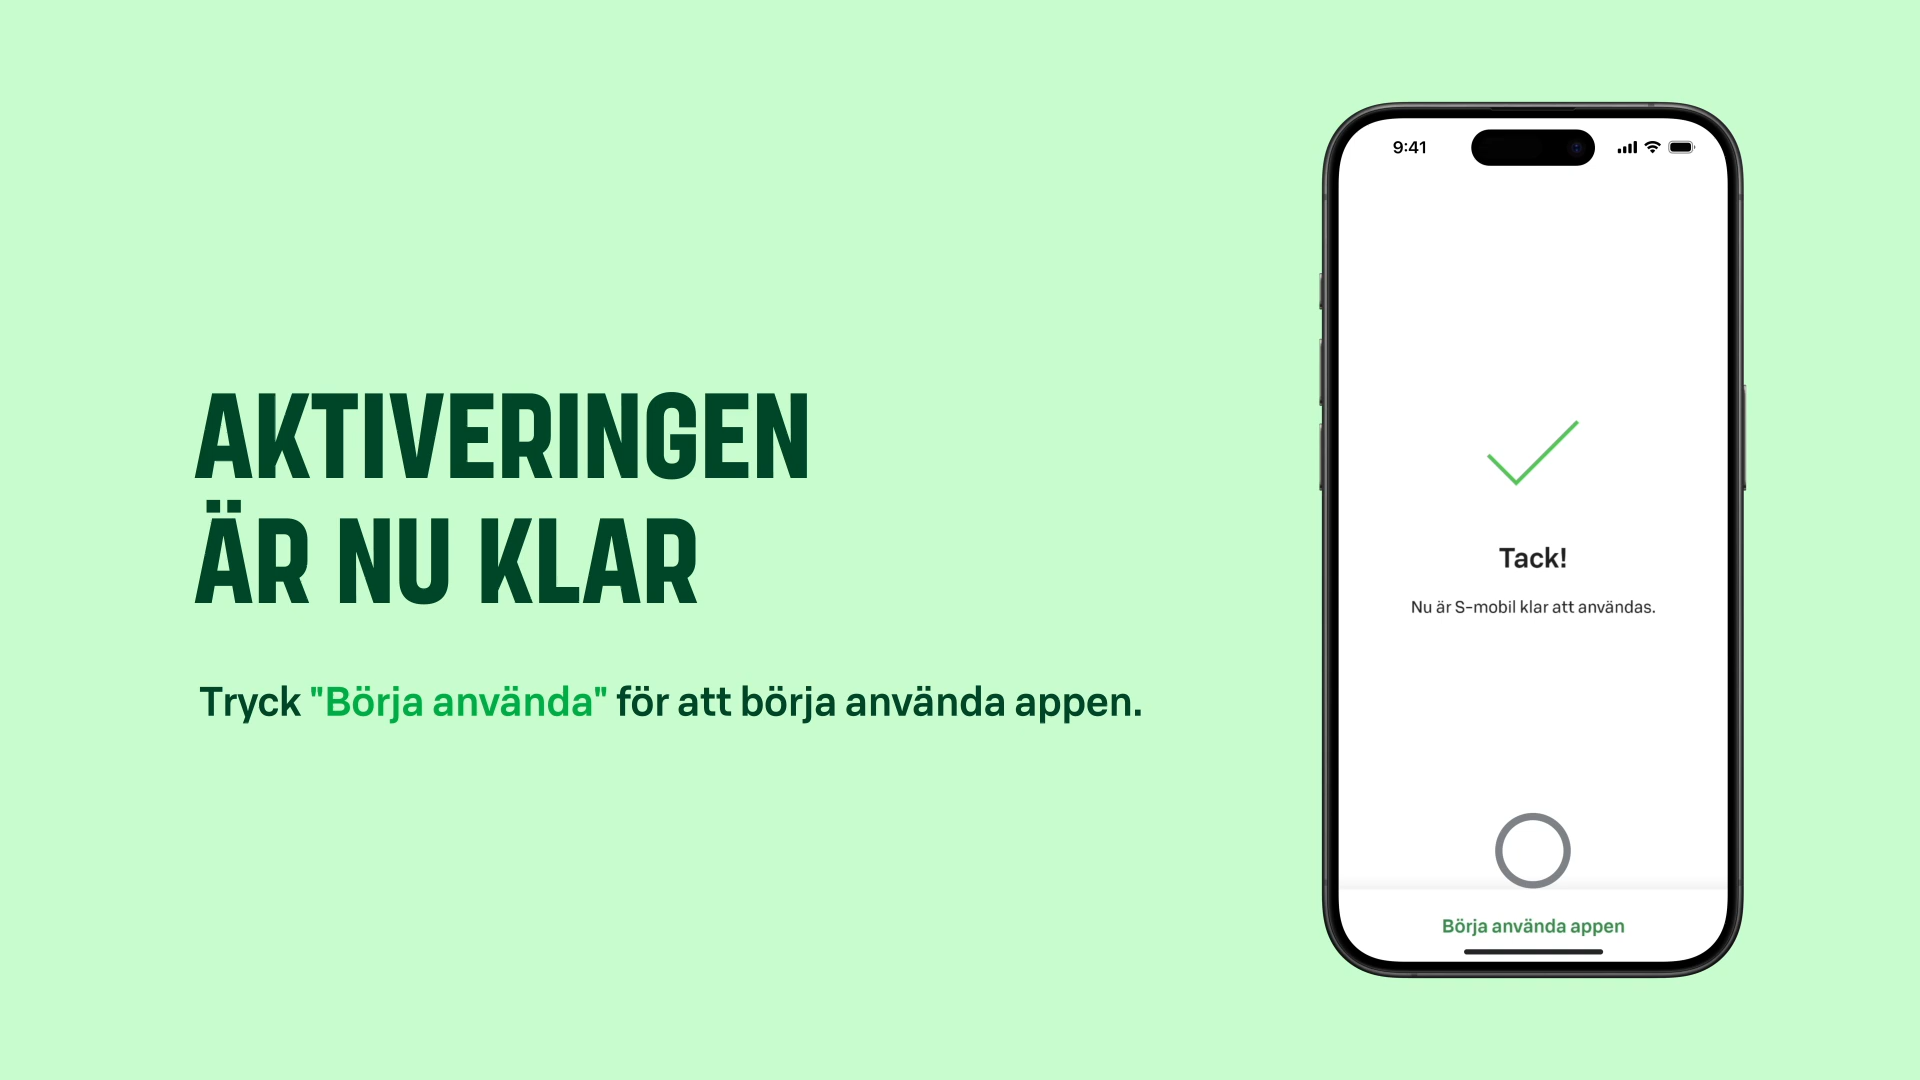 AKTIVERINGEN
ÄR NU KLAR
Tryck "Börja använda" för att börja använda appen.
9:41
Tack!
Nu är S-mobil klar att användas.
Börja använda appen